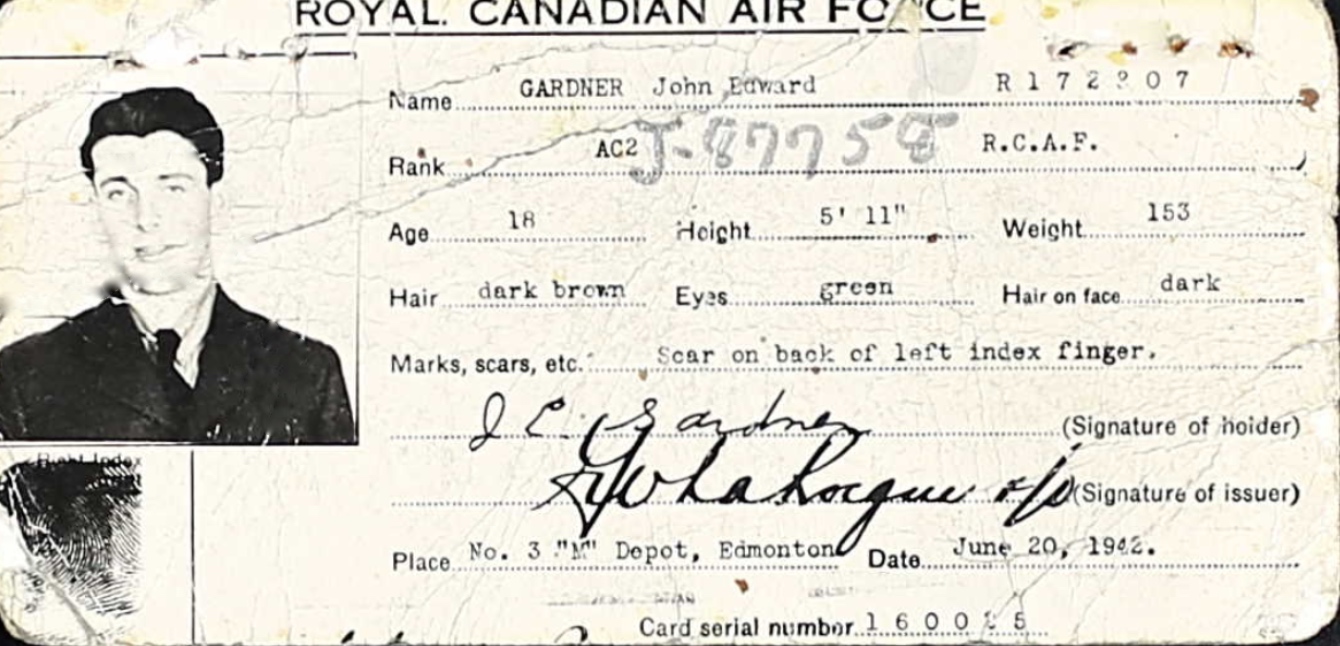 ROYAL. CANADIAN AIR FORCE
Name GARDNER John Edward
Rank AC2 J-87758 R.C.A.F.
Age 18 Height 5' 11" Weight 153
Hair dark brown Eyes green Hair on face dark
Marks, scars, etc. Scar on back of left index finger.
J E. Gardner (Signature of holder)
(Signature of issuer)
Right Index
Place No. 3 "M" Depot, Edmonton Date June 20, 1942.
Card serial number